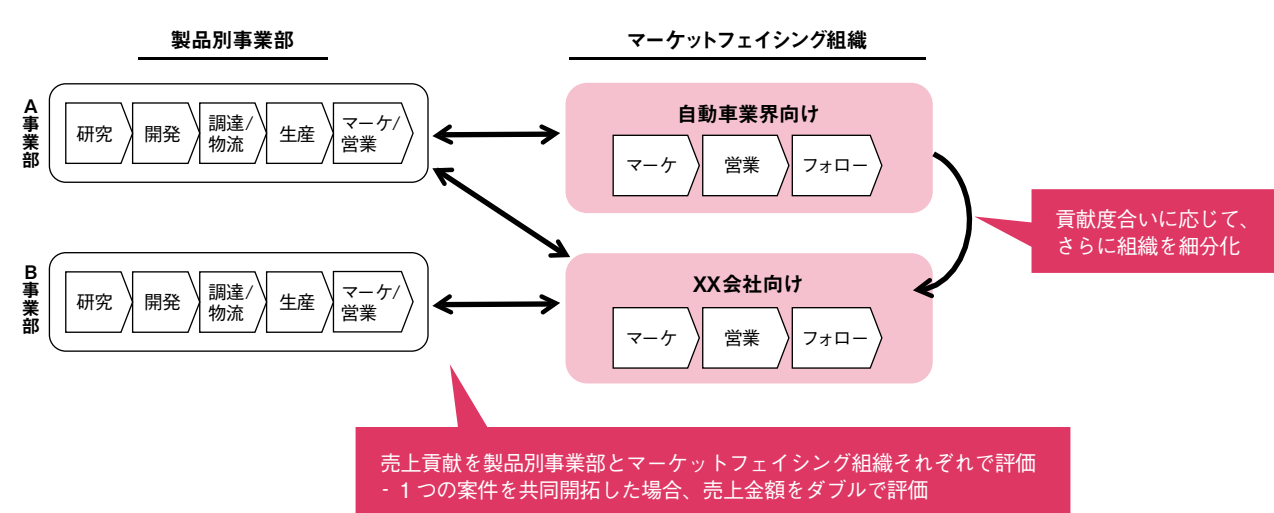 製品別事業部
マーケットフェイシング組織
A事業部
研究
開発
調達/
物流
生産
マーケ/
営業
自動車業界向け
マーケ
営業
フォロー
貢献度合いに応じて、
さらに組織を細分化
B事業部
研究
開発
調達/
物流
生産
マーケ/
営業
XX会社向け
マーケ
営業
フォロー
売上貢献を製品別事業部とマーケットフェイシング組織それぞれで評価
- 1つの案件を共同開拓した場合、売上金額をダブルで評価